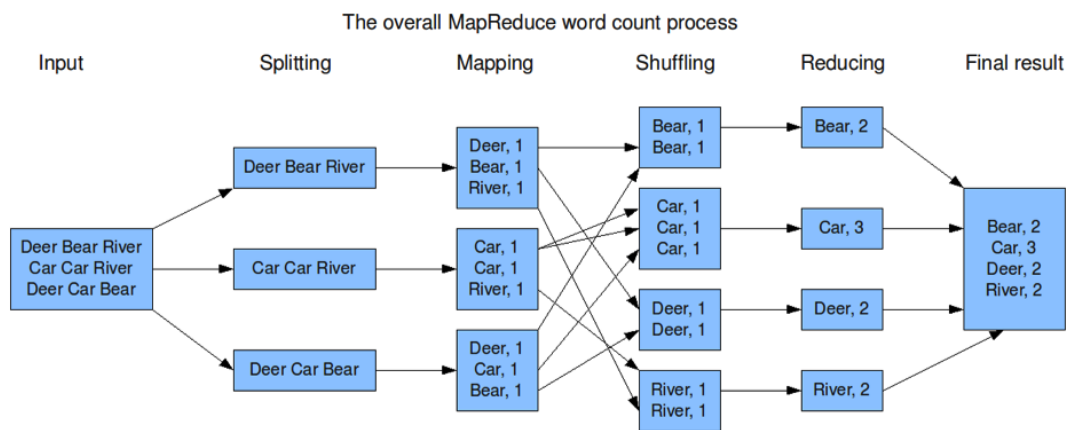 The overall MapReduce word count process
Input
Splitting
Mapping
Shuffling
Reducing
Final result
Deer Bear River
Car Car River
Deer Car Bear
Deer Bear River
Car Car River
Deer Car Bear
Deer, 1
Bear, 1
River, 1
Car, 1
Car, 1
River, 1
Deer, 1
Car, 1
Bear, 1
Bear, 1
Bear, 1
Car, 1
Car, 1
Car, 1
Deer, 1
Deer, 1
River, 1
River, 1
Bear, 2
Car, 3
Deer, 2
River, 2
Bear, 2
Car, 3
Deer, 2
River, 2